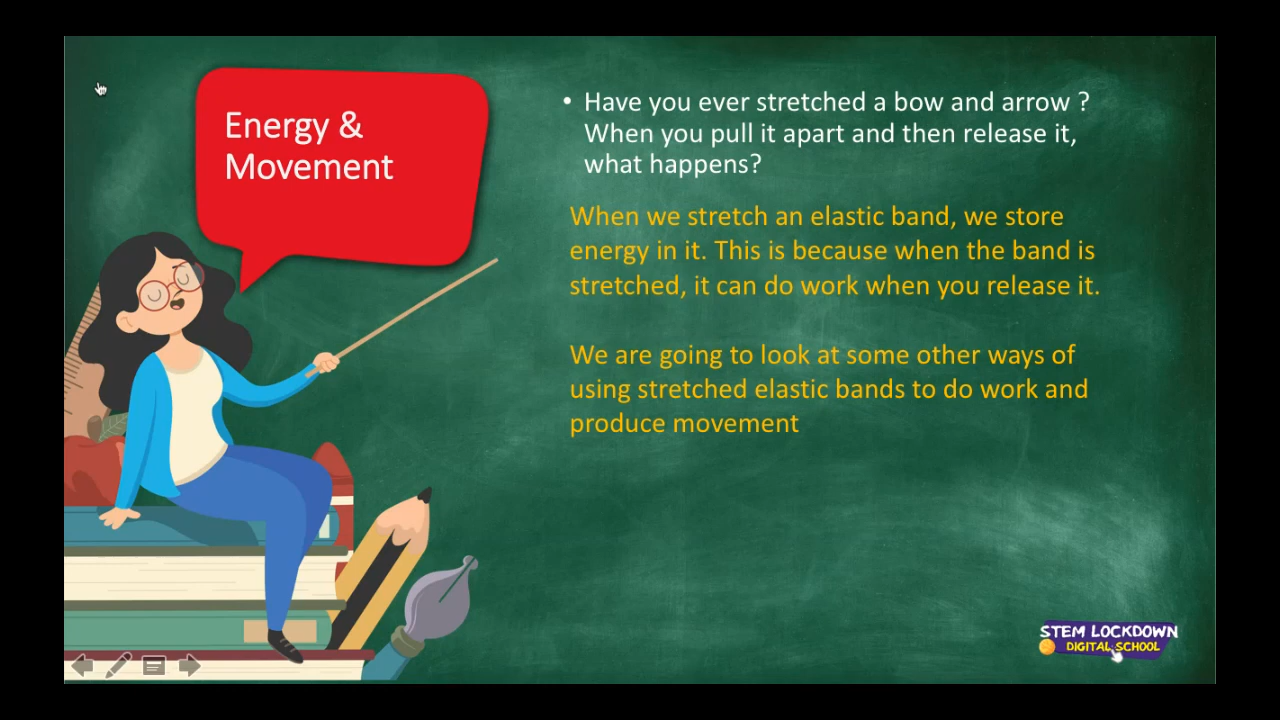 Energy &
Movement
• Have you ever stretched a bow and arrow ?
When you pull it apart and then release it,
what happens?
When we stretch an elastic band, we store
energy in it. This is because when the band is
stretched, it can do work when you release it.
We are going to look at some other ways of
using stretched elastic bands to do work and
produce movement
STEM LOCKDOWN
DIGITAL SCHOOL